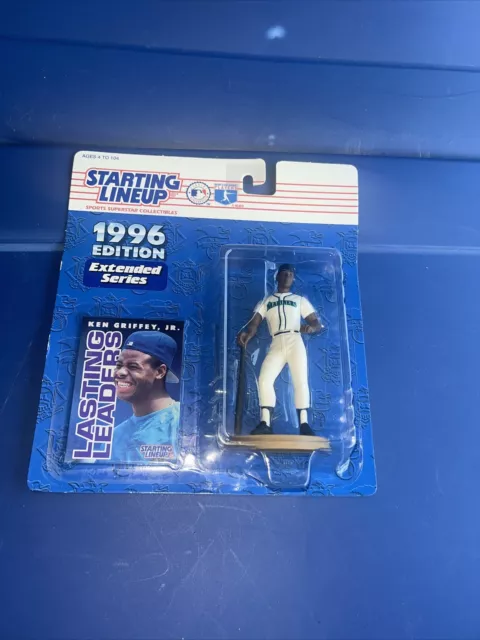 AGES 4 TO 104
STARTING
LINEUP
SPORTS SUPERSTAR COLLECTIBLES
1996
EDITION
Extended
Series
KEN GRIFFEY, JR.
LASTING
LEADERS
STARTING
LINEUP
MARINERS